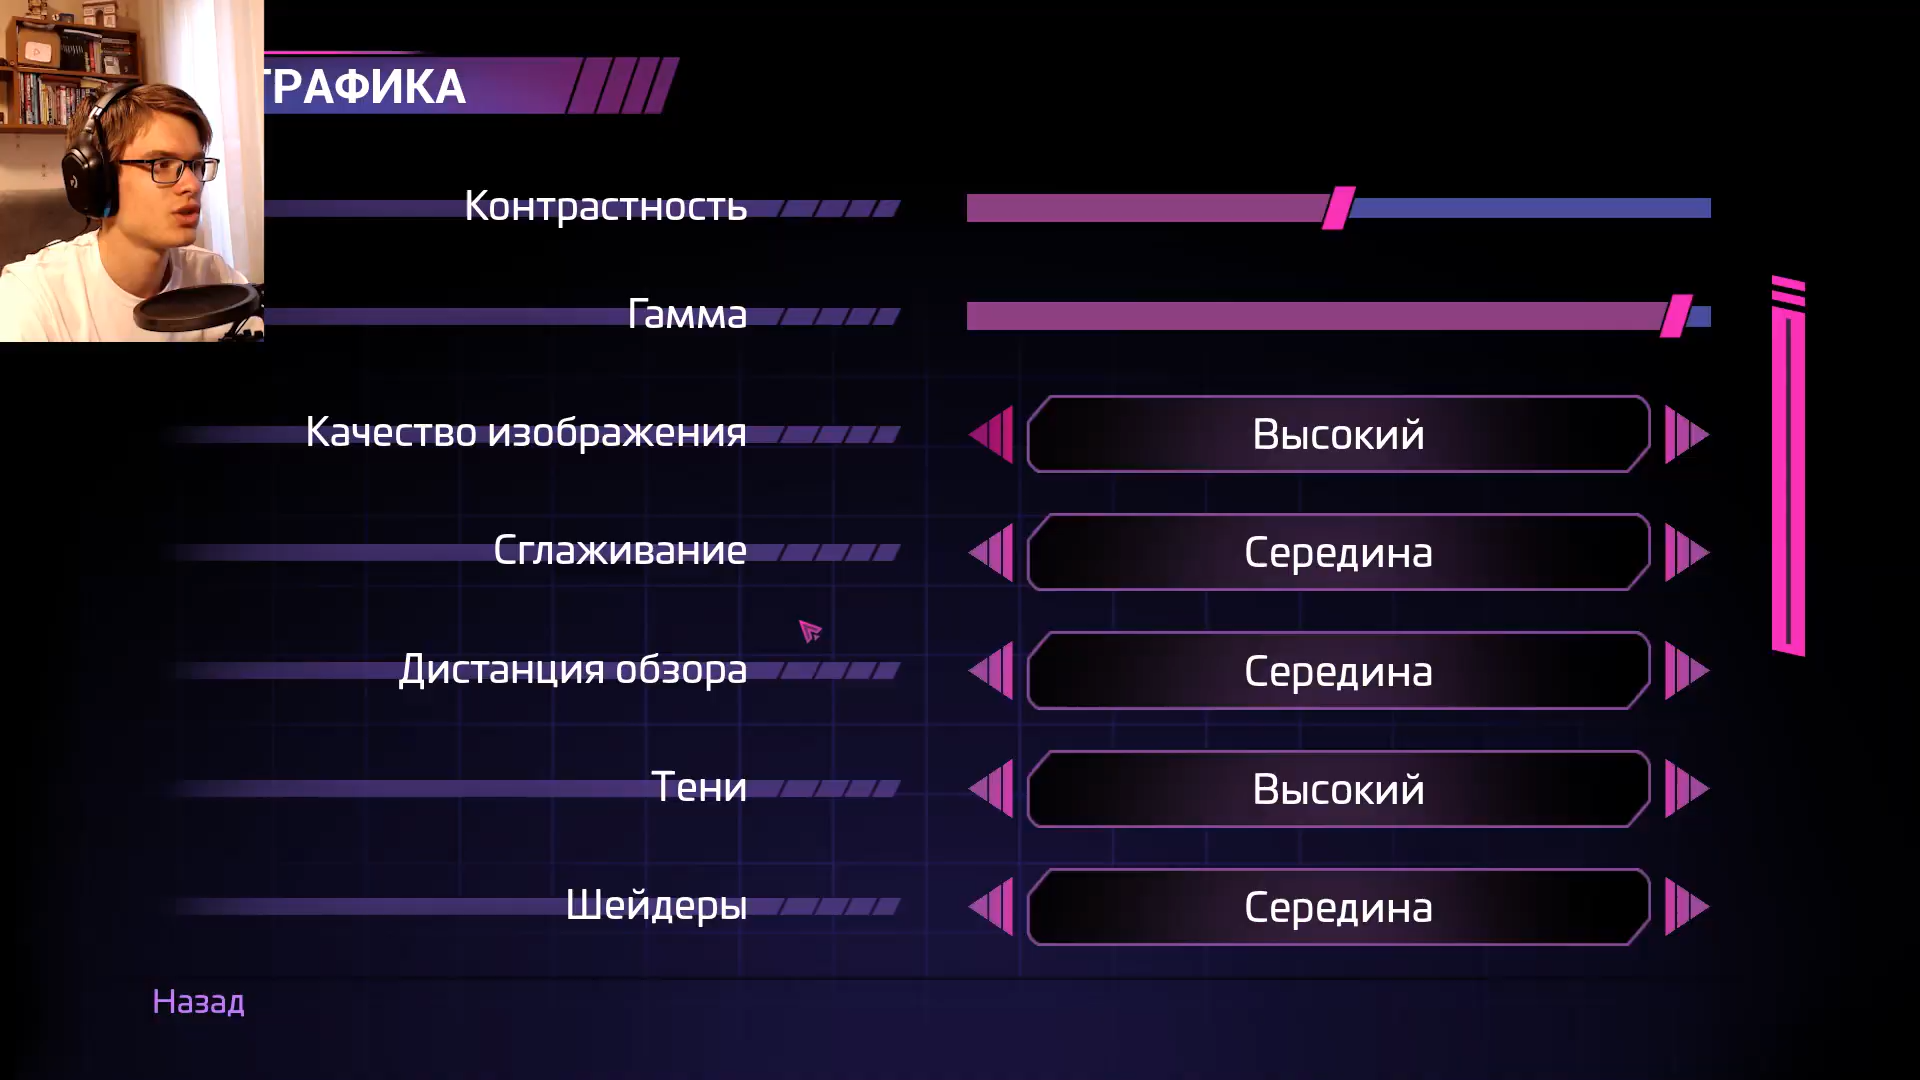 ГРАФИКА
Контрастность
Гамма
Качество изображения Высокий
Сглаживание Середина
Дистанция обзора Середина
Тени Высокий
Шейдеры Середина
Назад